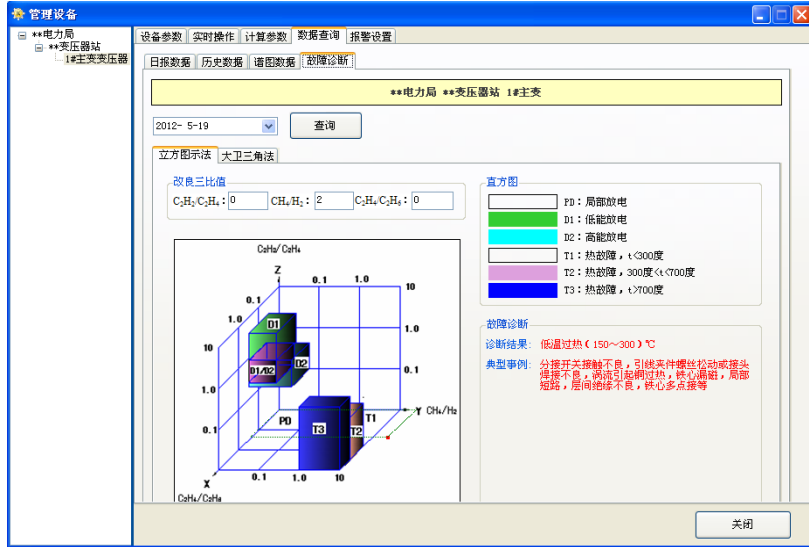 管理设备
**电力局
**变压器站
1#主变变压器
设备参数 实时操作 计算参数 数据查询 报警设置
日报数据 历史数据 谱图数据 故障诊断
**电力局 **变压器站 1#主变
2012- 5-19 查询
立方图示法 大卫三角法
改良三比值
C₂H₂/C₂H₄: 0 CH₄/H₂: 2 C₂H₄/C₂H₆: 0
C₂H₂/ C₂H₄
Z
0.1 1.0 10
0.1
1.0
10
1.0
0.1
D1
D2
D1/D2
1.0
0.1
Y CH₄/H₂
PD T3 T2 T1
X
0.1 1.0 10
C₂H₄/C₂H₆
直方图
PD：局部放电
D1：低能放电
D2：高能放电
T1：热故障，t<300度
T2：热故障，300度<t<700度
T3：热故障，t>700度
故障诊断
诊断结果: 低温过热(150～300)℃
典型事例: 分接开关接触不良，引线夹件螺丝松动或接头
焊接不良，涡流引起铜过热，铁心漏磁，局部
短路，层间绝缘不良，铁心多点接等
关闭